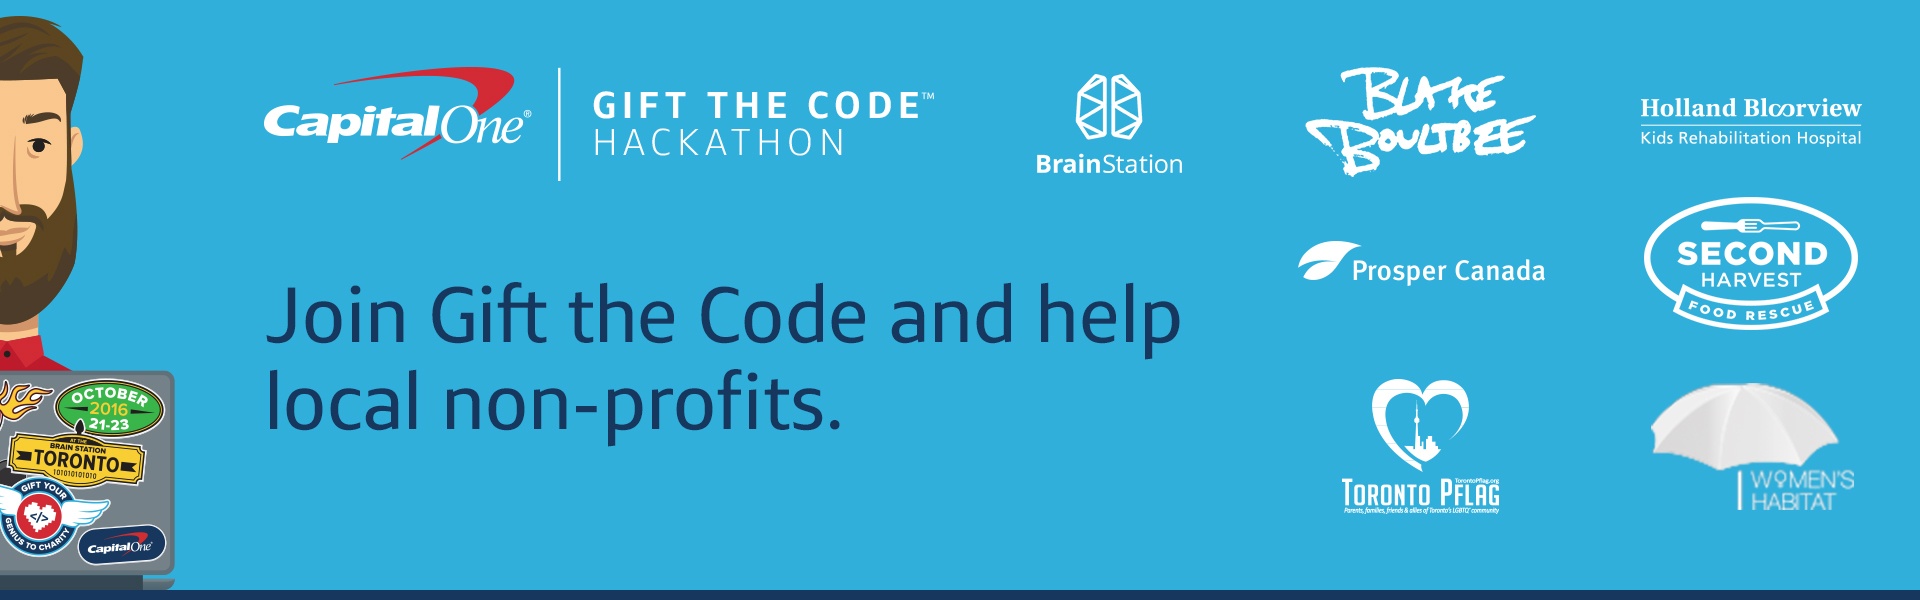 CapitalOne®
GIFT THE CODE™
HACKATHON
BrainStation
BLAKE
BOULTBEE
Holland Bloorview
Kids Rehabilitation Hospital
Prosper Canada
SECOND
HARVEST
FOOD RESCUE
Join Gift the Code and help
local non-profits.
TorontoPflag.org
TORONTO PFLAG
Parents, families, friends & allies of Toronto's LGBTQ* community
WOMEN'S
HABITAT
OCTOBER
2016
21-23
AT THE
BRAIN STATION
TORONTO
101010101010
GIFT YOUR
</>
GENIUS TO CHARITY
CapitalOne®